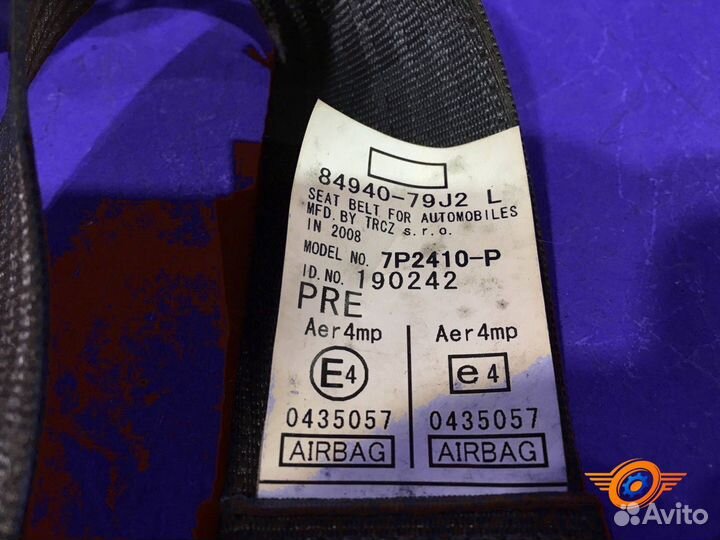 84940-79J2 L
SEAT BELT FOR AUTOMOBILES
MFD. BY TRCZ s.r.o.
IN 2008
MODEL NO. 7P2410-P
ID.NO. 190242
PRE
Aer4mp Aer4mp
E4 e4
0435057 0435057
AIRBAG AIRBAG
Avito